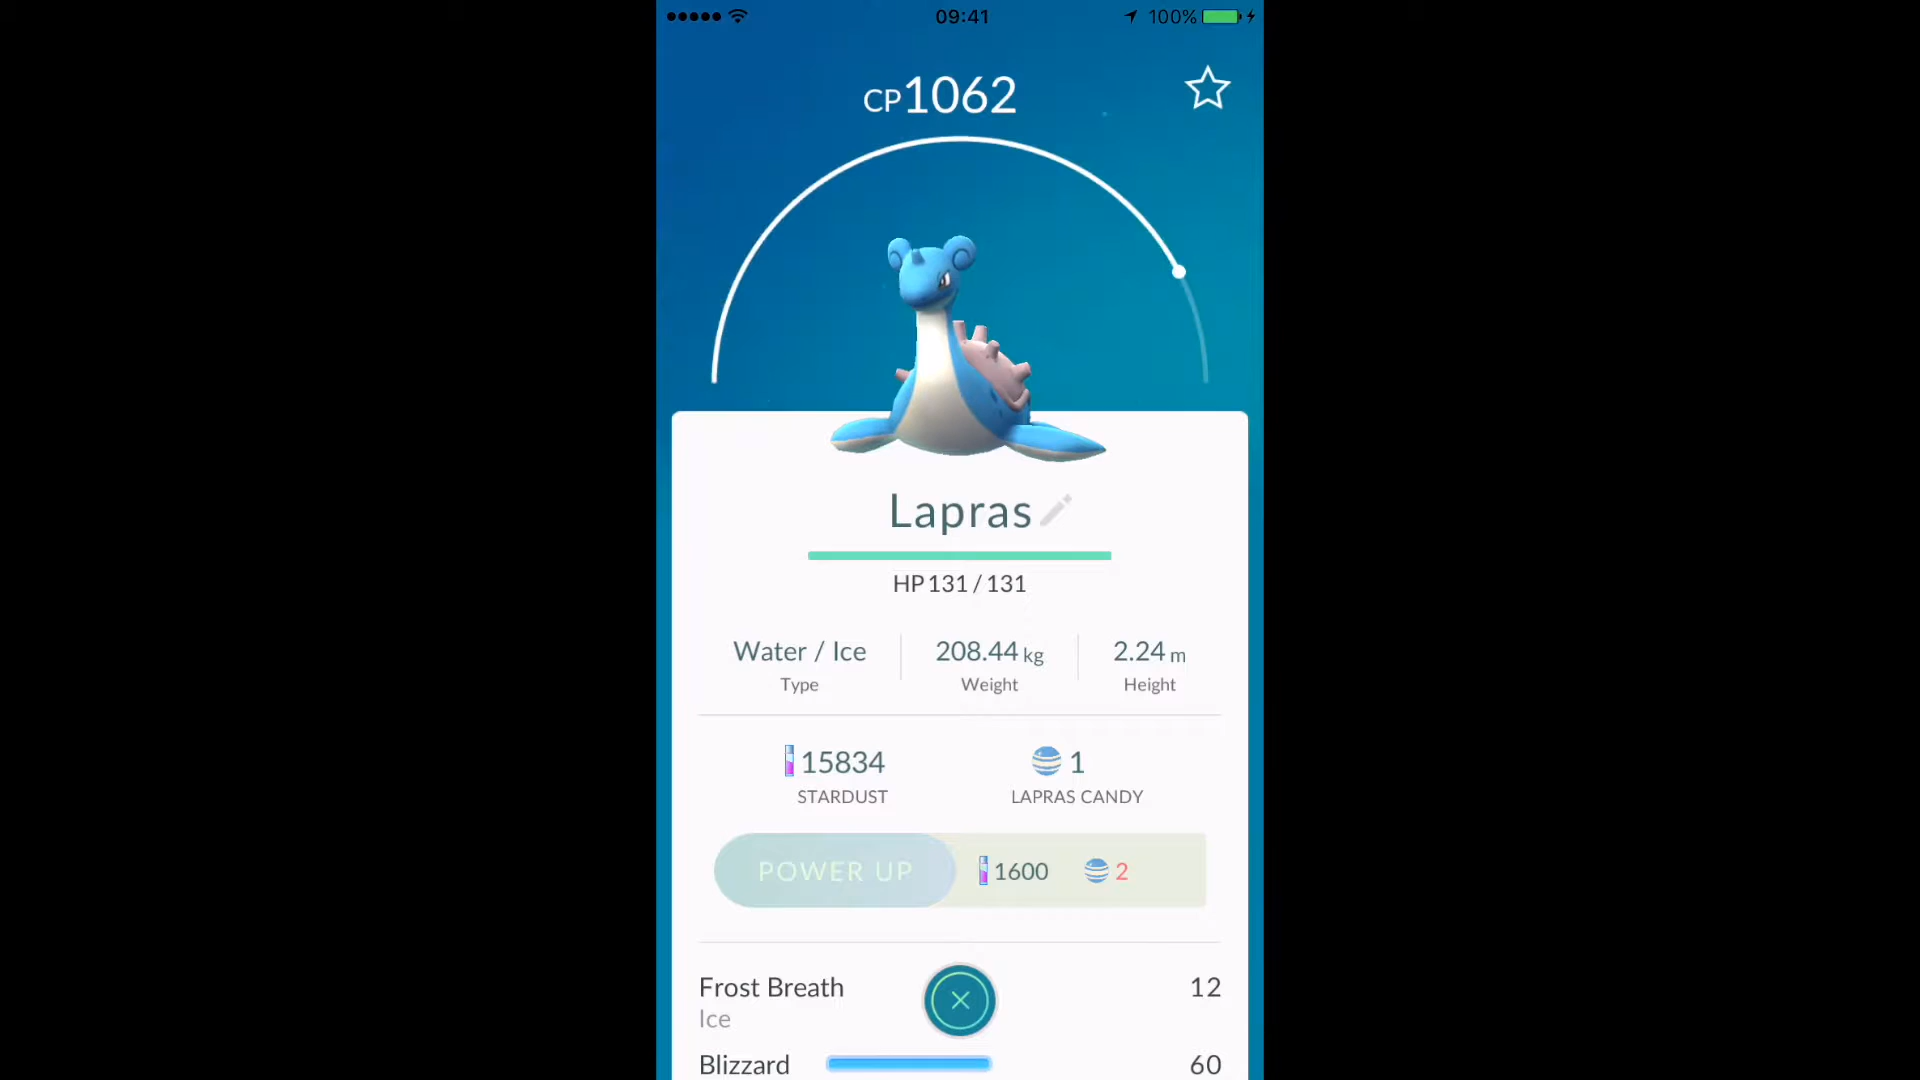 09:41 100%
CP1062
Lapras
HP 131 / 131
Water / Ice 208.44 kg 2.24 m
Type Weight Height
15834 1
STARDUST LAPRAS CANDY
POWER UP 1600 2
Frost Breath 12
Ice
Blizzard 60